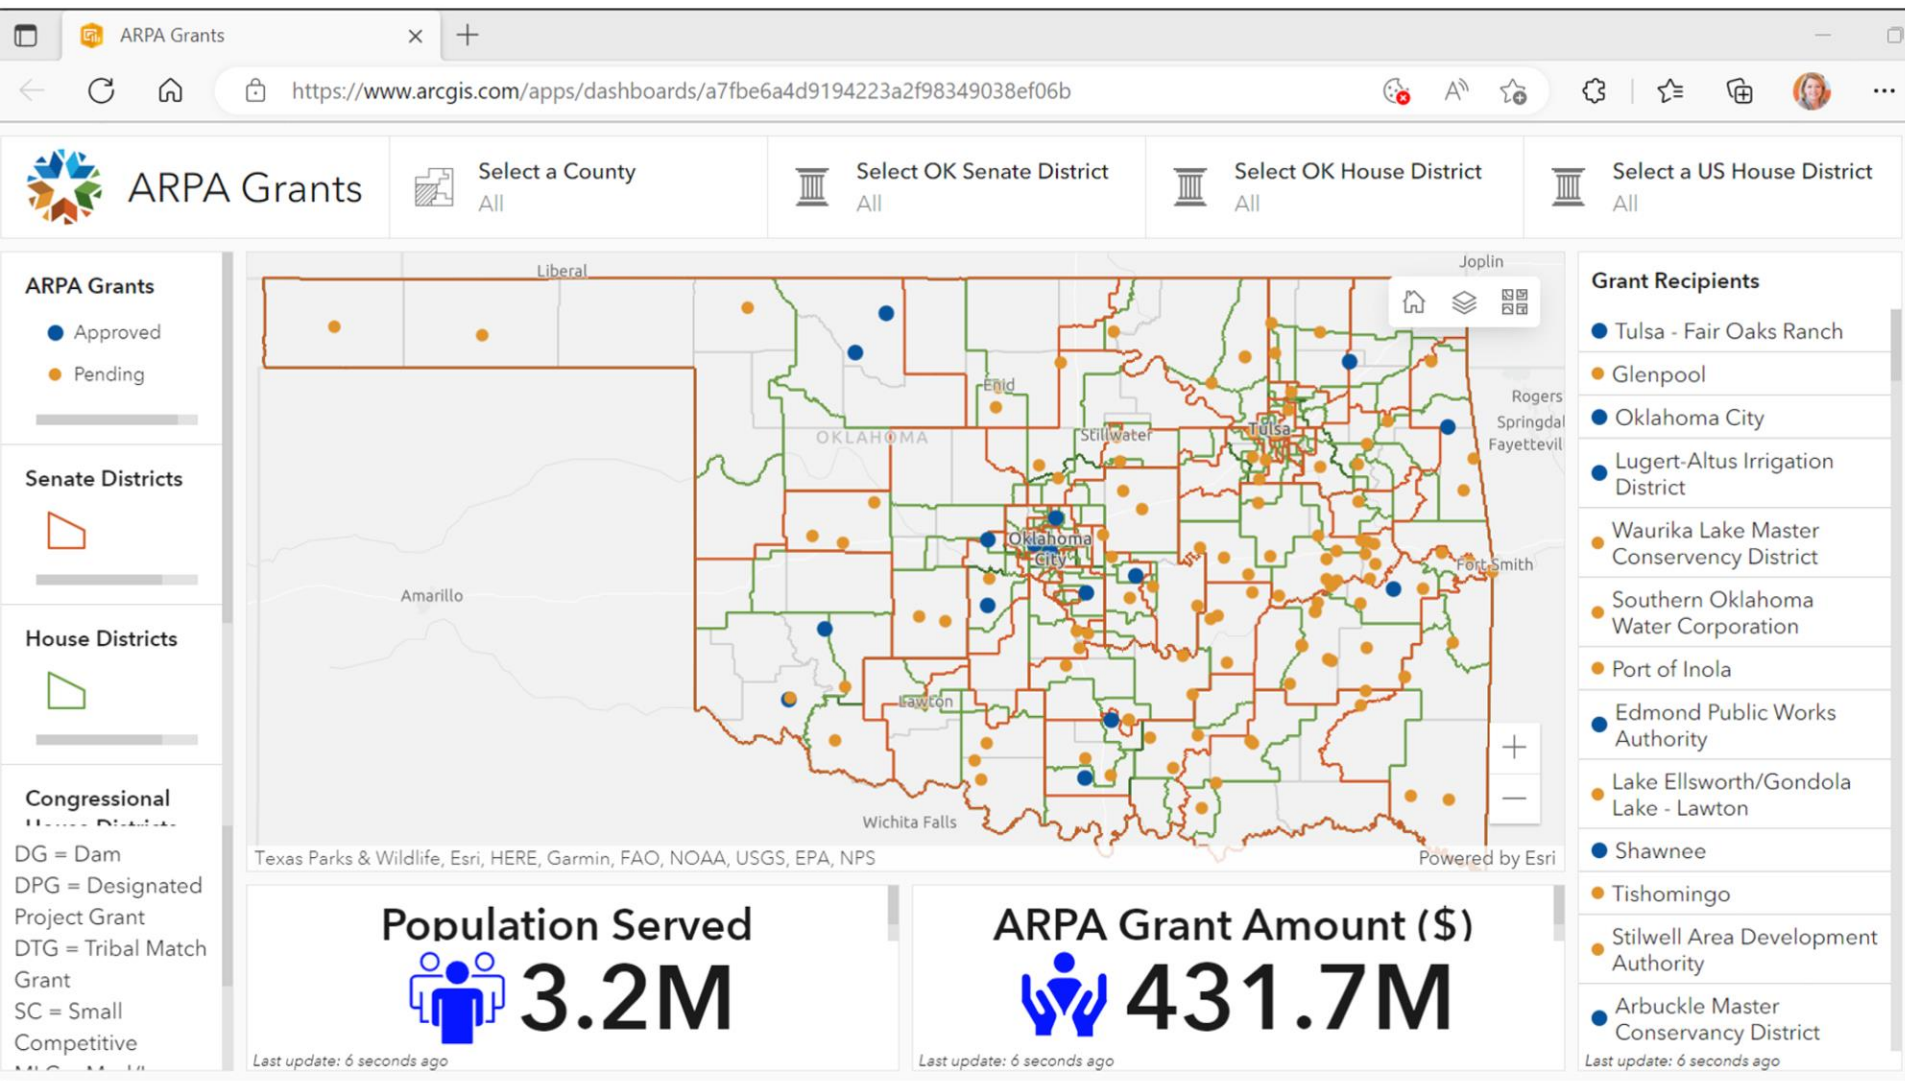 ARPA Grants
https://www.arcgis.com/apps/dashboards/a7fbe6a4d9194223a2f98349038ef06b
ARPA Grants
Select a County
All
Select OK Senate District
All
Select OK House District
All
Select a US House District
All
ARPA Grants
Approved
Pending
Senate Districts
House Districts
Congressional
House Districts
DG = Dam
DPG = Designated
Project Grant
DTG = Tribal Match
Grant
SC = Small
Competitive
Liberal
Joplin
Enid
OKLAHOMA
Stillwater
Tulsa
Rogers
Springdal
Fayettevil
Oklahoma
City
Fort Smith
Amarillo
Lawton
Wichita Falls
Texas Parks & Wildlife, Esri, HERE, Garmin, FAO, NOAA, USGS, EPA, NPS
Powered by Esri
Population Served
3.2M
Last update: 6 seconds ago
ARPA Grant Amount ($)
431.7M
Last update: 6 seconds ago
Grant Recipients
Tulsa - Fair Oaks Ranch
Glenpool
Oklahoma City
Lugert-Altus Irrigation
District
Waurika Lake Master
Conservency District
Southern Oklahoma
Water Corporation
Port of Inola
Edmond Public Works
Authority
Lake Ellsworth/Gondola
Lake - Lawton
Shawnee
Tishomingo
Stilwell Area Development
Authority
Arbuckle Master
Conservancy District
Last update: 6 seconds ago